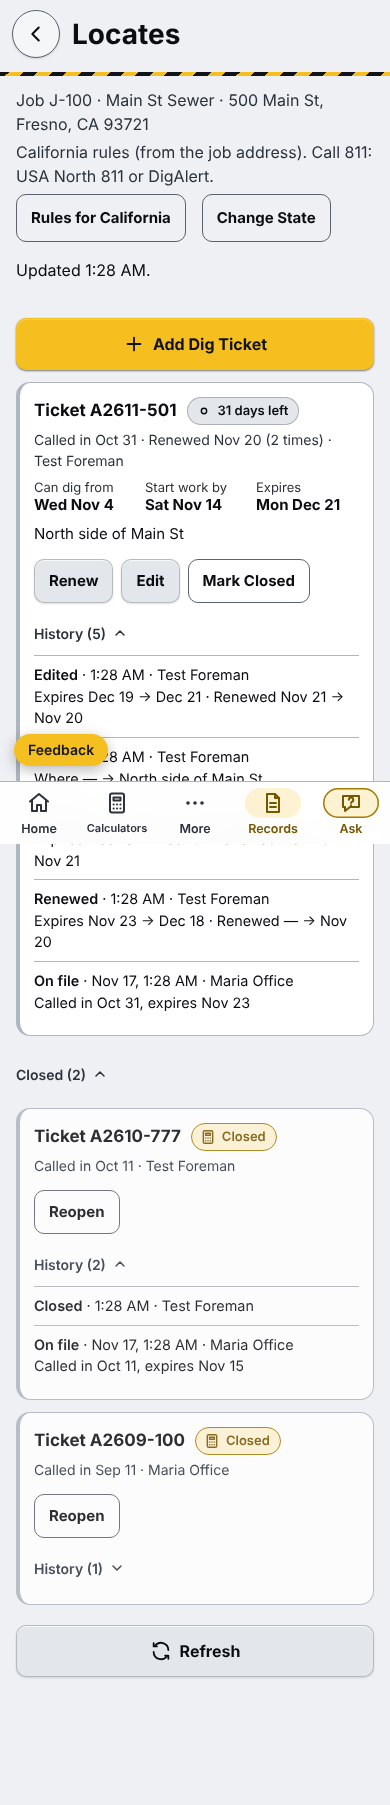 Locates
Job J-100 · Main St Sewer · 500 Main St,
Fresno, CA 93721
California rules (from the job address). Call 811:
USA North 811 or DigAlert.
Rules for California
Change State
Updated 1:28 AM.
Add Dig Ticket
Ticket A2611-501
31 days left
Called in Oct 31 · Renewed Nov 20 (2 times) ·
Test Foreman
Can dig from
Start work by
Expires
Wed Nov 4
Sat Nov 14
Mon Dec 21
North side of Main St
Renew
Edit
Mark Closed
History (5)
Edited · 1:28 AM · Test Foreman
Expires Dec 19 → Dec 21 · Renewed Nov 21 →
Nov 20
Feedback
28 AM · Test Foreman
Where — → North side of Main St
Home
Calculators
More
Records
Ask
Nov 21
Renewed · 1:28 AM · Test Foreman
Expires Nov 23 → Dec 18 · Renewed — → Nov
20
On file · Nov 17, 1:28 AM · Maria Office
Called in Oct 31, expires Nov 23
Closed (2)
Ticket A2610-777
Closed
Called in Oct 11 · Test Foreman
Reopen
History (2)
Closed · 1:28 AM · Test Foreman
On file · Nov 17, 1:28 AM · Maria Office
Called in Oct 11, expires Nov 15
Ticket A2609-100
Closed
Called in Sep 11 · Maria Office
Reopen
History (1)
Refresh